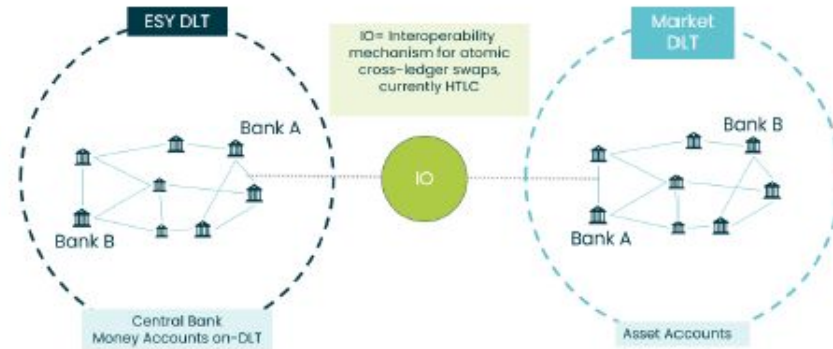 ESY DLT
IO= Interoperability
mechanism for atomic
cross-ledger swaps,
currently HTLC
Market
DLT
Bank A
Bank B
IO
Bank B
Bank A
Central Bank
Money Accounts on-DLT
Asset Accounts